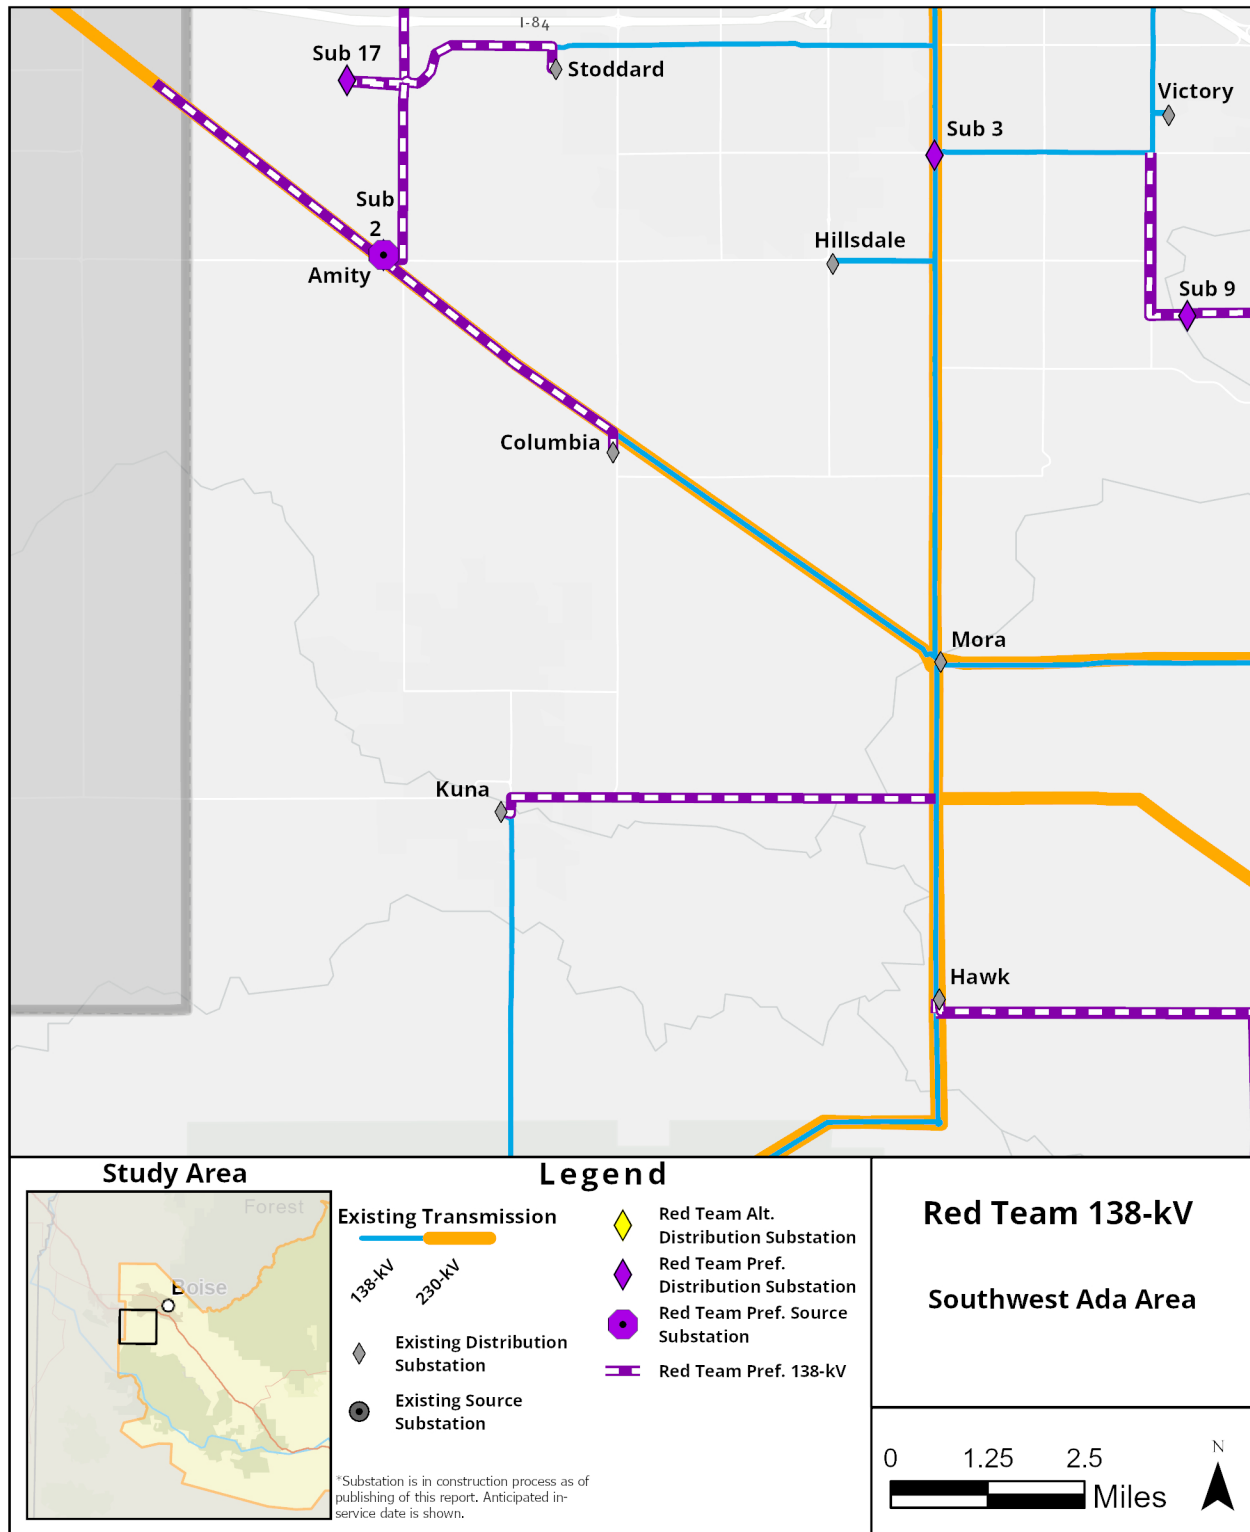 I-84
Sub 17
Stoddard
Victory
Sub 3
Sub
2
Hillsdale
Amity
Sub 9
Columbia
Mora
Kuna
Hawk
Study Area
Forest
Boise
Legend
Existing Transmission
138-kV
230-kV
Existing Distribution
Substation
Existing Source
Substation
*Substation is in construction process as of
publishing of this report. Anticipated in-
service date is shown.
Red Team Alt.
Distribution Substation
Red Team Pref.
Distribution Substation
Red Team Pref. Source
Substation
Red Team Pref. 138-kV
Red Team 138-kV
Southwest Ada Area
0 1.25 2.5
Miles
N